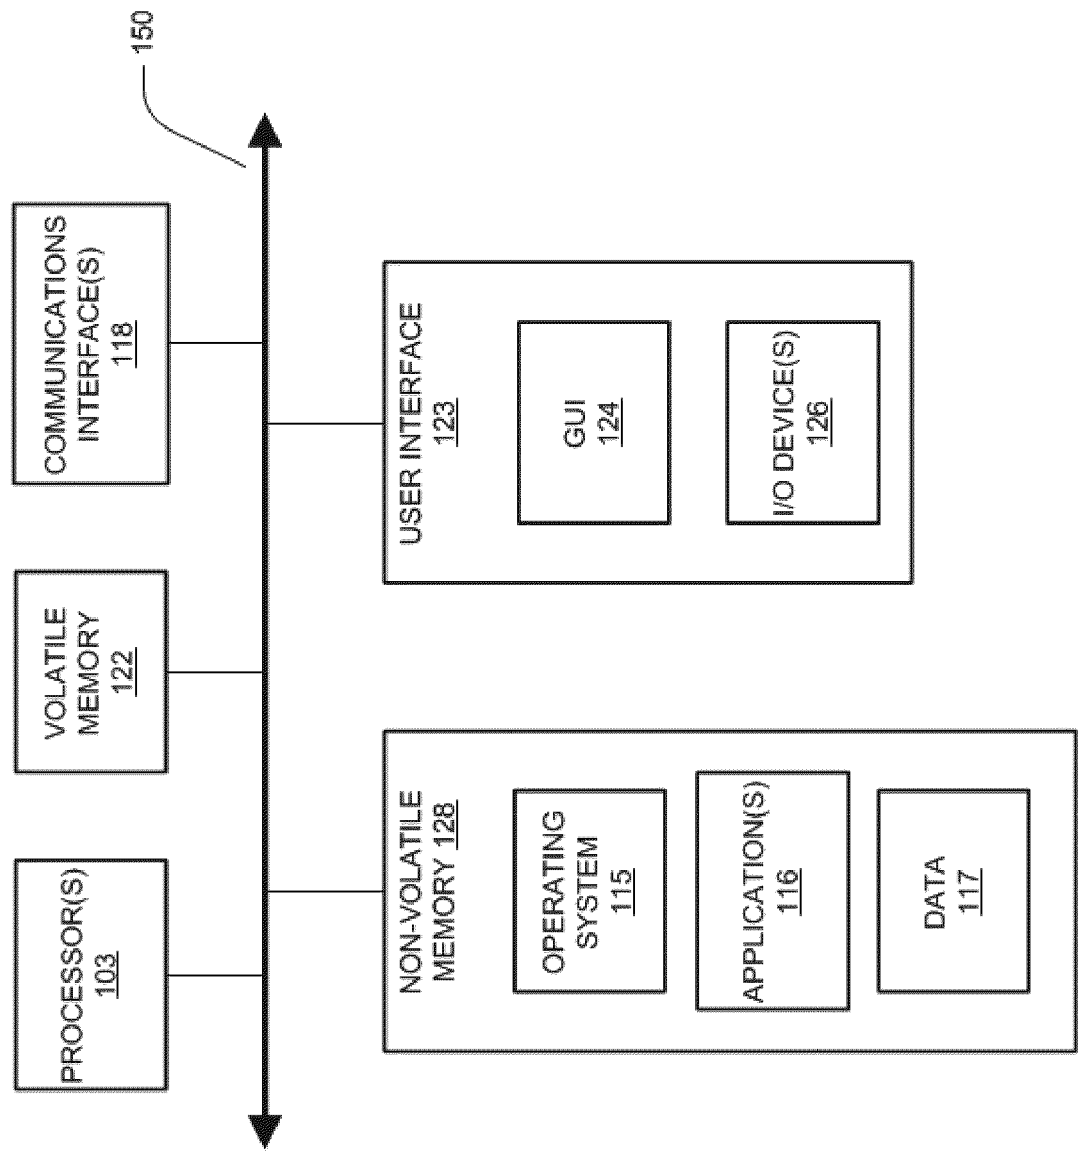 PROCESSOR(S)
103
VOLATILE
MEMORY
122
COMMUNICATIONS
INTERFACE(S)
118
150
NON-VOLATILE
MEMORY 128
OPERATING
SYSTEM
115
APPLICATION(S)
116
DATA
117
USER INTERFACE
123
GUI
124
I/O DEVICE(S)
126